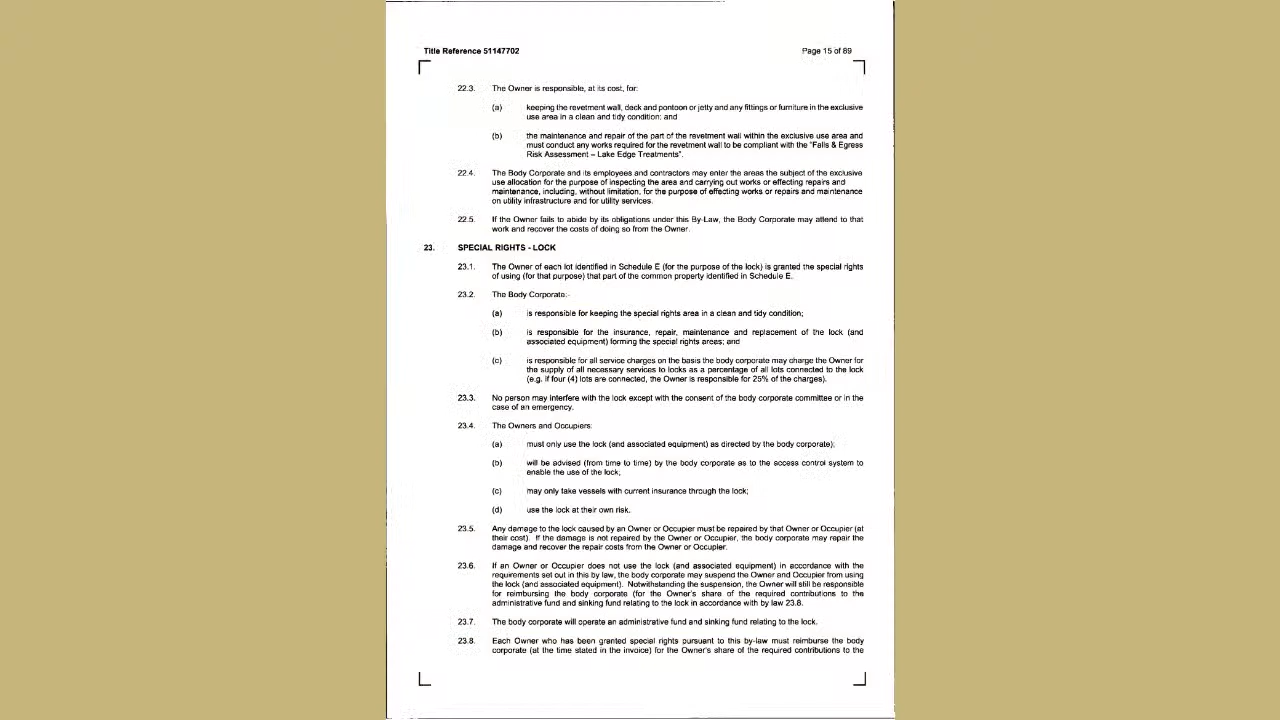 Title Reference 51147702
Page 15 of 89
22.3. The Owner is responsible, at its cost, for:
(a) keeping the revetment wall, deck and pontoon or jetty and any fittings or furniture in the exclusive
use area in a clean and tidy condition; and
(b) the maintenance and repair of the part of the revetment wall within the exclusive use area and
must conduct any works required for the revetment wall to be compliant with the "Falls & Egress
Risk Assessment – Lake Edge Treatments".
22.4. The Body Corporate and its employees and contractors may enter the areas the subject of the exclusive
use allocation for the purpose of inspecting the area and carrying out works or effecting repairs and
maintenance, including, without limitation, for the purpose of effecting works or repairs and maintenance
on utility infrastructure and for utility services.
22.5. If the Owner fails to abide by its obligations under this By-Law, the Body Corporate may attend to that
work and recover the costs of doing so from the Owner.
23. SPECIAL RIGHTS - LOCK
23.1. The Owner of each lot identified in Schedule E (for the purpose of the lock) is granted the special rights
of using (for that purpose) that part of the common property identified in Schedule E.
23.2. The Body Corporate:-
(a) is responsible for keeping the special rights area in a clean and tidy condition;
(b) is responsible for the insurance, repair, maintenance and replacement of the lock (and
associated equipment) forming the special rights areas; and
(c) is responsible for all service charges on the basis the body corporate may charge the Owner for
the supply of all necessary services to locks as a percentage of all lots connected to the lock
(e.g. if four (4) lots are connected, the Owner is responsible for 25% of the charges).
23.3. No person may interfere with the lock except with the consent of the body corporate committee or in the
case of an emergency.
23.4. The Owners and Occupiers:
(a) must only use the lock (and associated equipment) as directed by the body corporate);
(b) will be advised (from time to time) by the body corporate as to the access control system to
enable the use of the lock;
(c) may only take vessels with current insurance through the lock;
(d) use the lock at their own risk.
23.5. Any damage to the lock caused by an Owner or Occupier must be repaired by that Owner or Occupier (at
their cost). If the damage is not repaired by the Owner or Occupier, the body corporate may repair the
damage and recover the repair costs from the Owner or Occupier.
23.6. If an Owner or Occupier does not use the lock (and associated equipment) in accordance with the
requirements set out in this by law, the body corporate may suspend the Owner and Occupier from using
the lock (and associated equipment). Notwithstanding the suspension, the Owner will still be responsible
for reimbursing the body corporate (for the Owner's share of the required contributions to the
administrative fund and sinking fund relating to the lock in accordance with by law 23.8.
23.7. The body corporate will operate an administrative fund and sinking fund relating to the lock.
23.8. Each Owner who has been granted special rights pursuant to this by-law must reimburse the body
corporate (at the time stated in the invoice) for the Owner's share of the required contributions to the